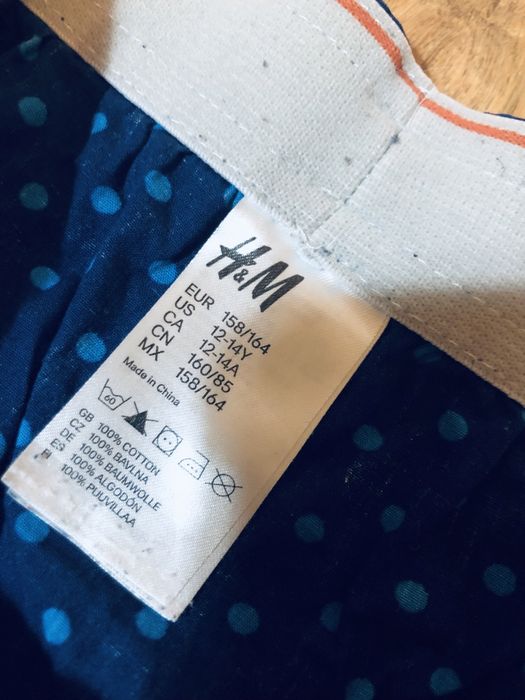 H&M
EUR 158/164
US 12-14Y
CA 12-14A
CN 160/85
MX 158/164
Made in China
60
GB 100% COTTON
CZ 100% BAVLNA
DE 100% BAUMWOLLE
ES 100% ALGODÓN
100% PUUVILLAA